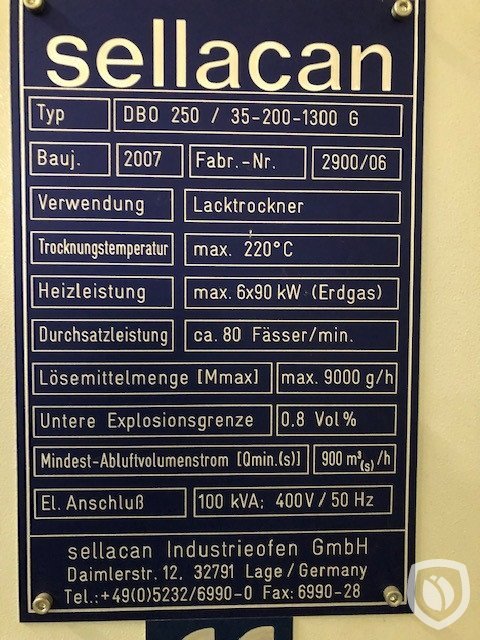 sellacan
Typ DBO 250 / 35-200-1300 G
Bauj. 2007 Fabr.-Nr. 2900/06
Verwendung Lacktrockner
Trocknungstemperatur max. 220°C
Heizleistung max. 6x90 kW (Erdgas)
Durchsatzleistung ca. 80 Fässer/min.
Lösemittelmenge [Mmax] max. 9000 g/h
Untere Explosionsgrenze 0.8 Vol%
Mindest-Abluftvolumenstrom [Qmin.(s)] 900 m³(s)/h
El. Anschluß 100 kVA; 400V / 50 Hz
sellacan Industrieofen GmbH
Daimlerstr. 12, 32791 Lage / Germany
Tel.:+49(0)5232/6990-0 Fax: 6990-28